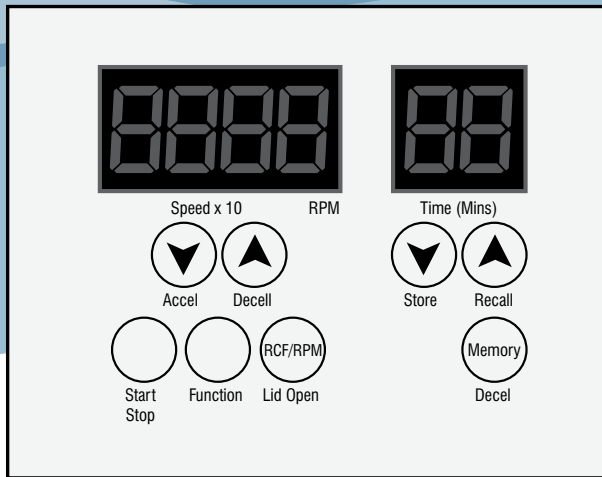 Speed x 10 RPM Time (Mins)
Accel Decell Store Recall
RCF/RPM Memory
Start Stop Function Lid Open Decel